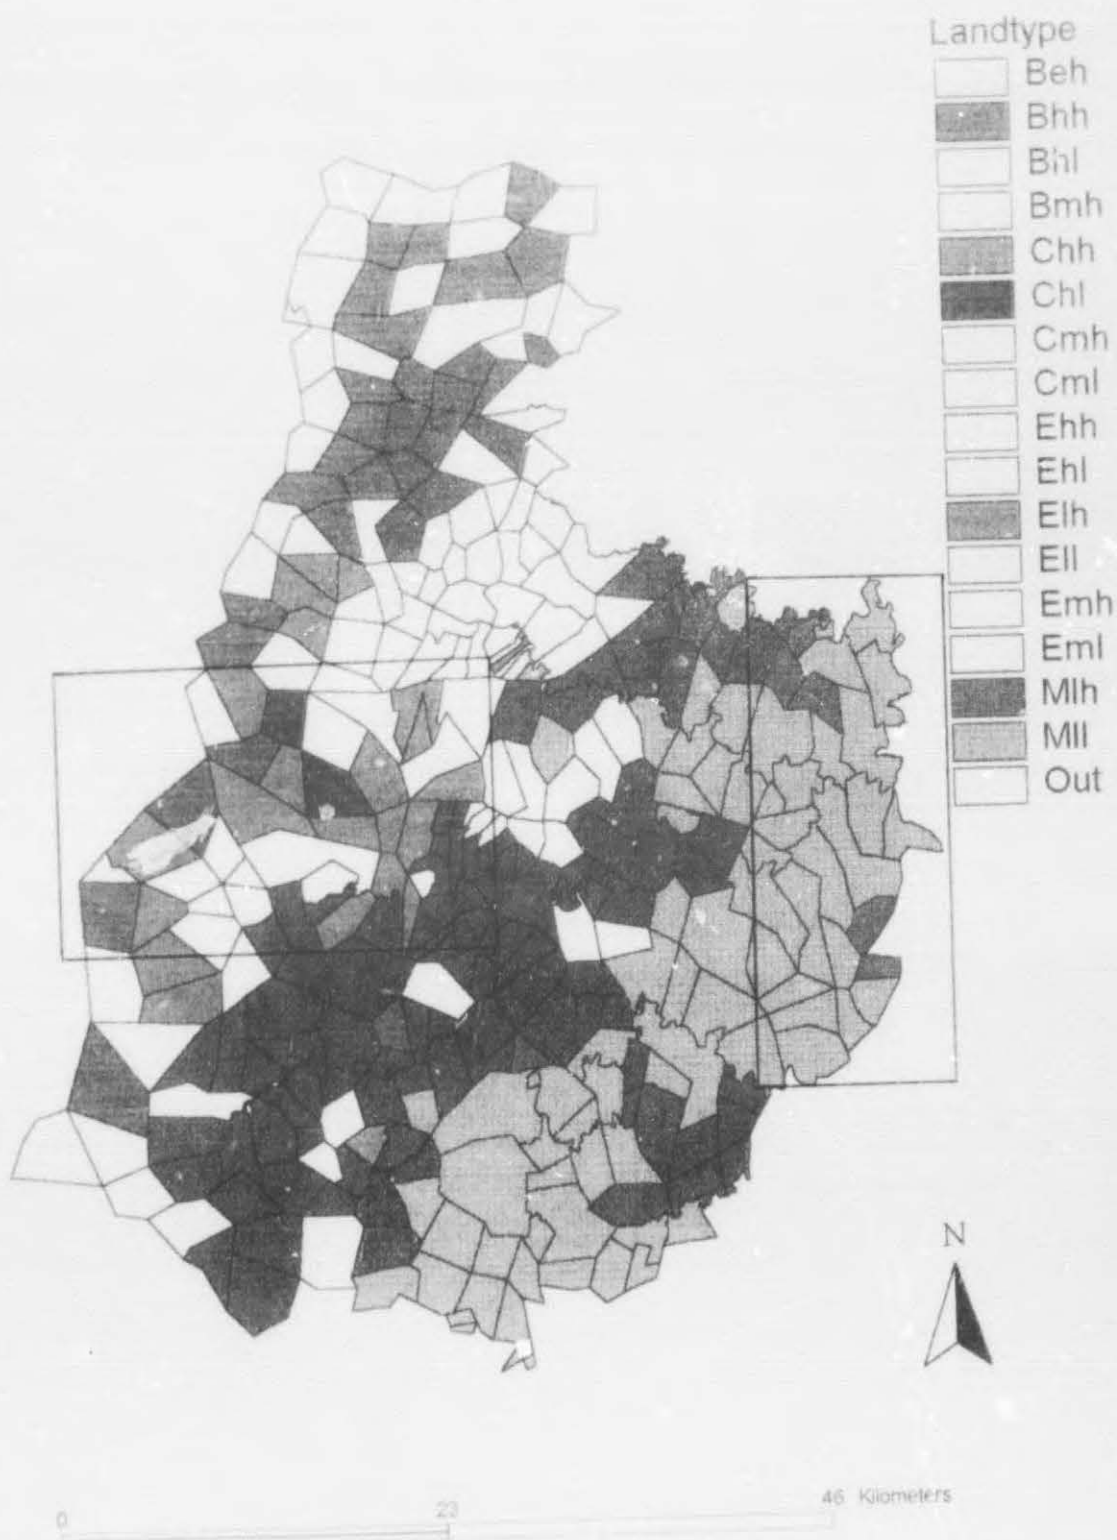 Landtype
Beh
Bhh
Bhl
Bmh
Chh
Chl
Cmh
Cml
Ehh
Ehl
Elh
Ell
Emh
Eml
Mlh
Mll
Out
N
0 23 46 Kilometers